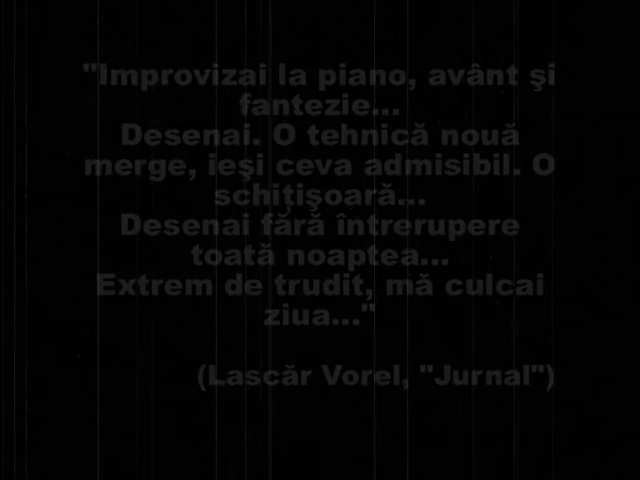 "Improvizai la piano, avânt şi
fantezie...
Desenai. O tehnică nouă
merge, ieşi ceva admisibil. O
schiţişoară...
Desenai fără întrerupere
toată noaptea...
Extrem de trudit, mă culcai
ziua..."
(Lascăr Vorel, "Jurnal")